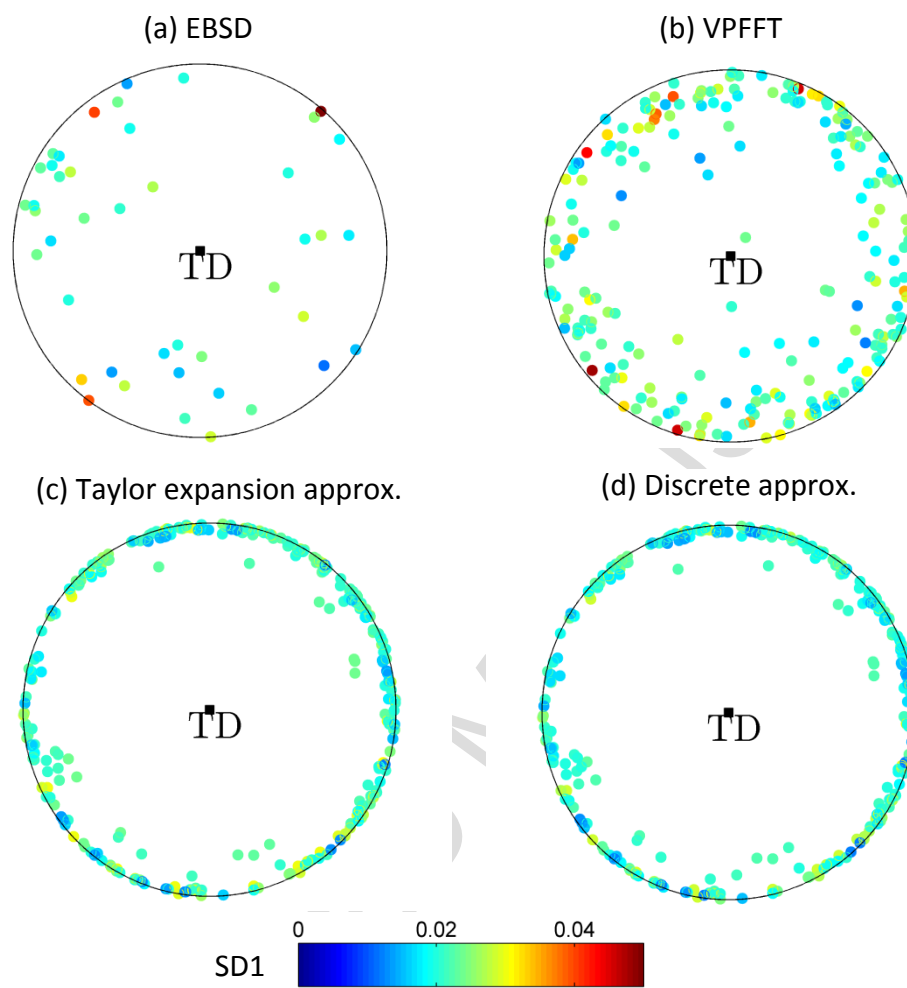 (a) EBSD
(b) VPFFT
TD
TD
(c) Taylor expansion approx.
(d) Discrete approx.
TD
TD
0 0.02 0.04
SD1